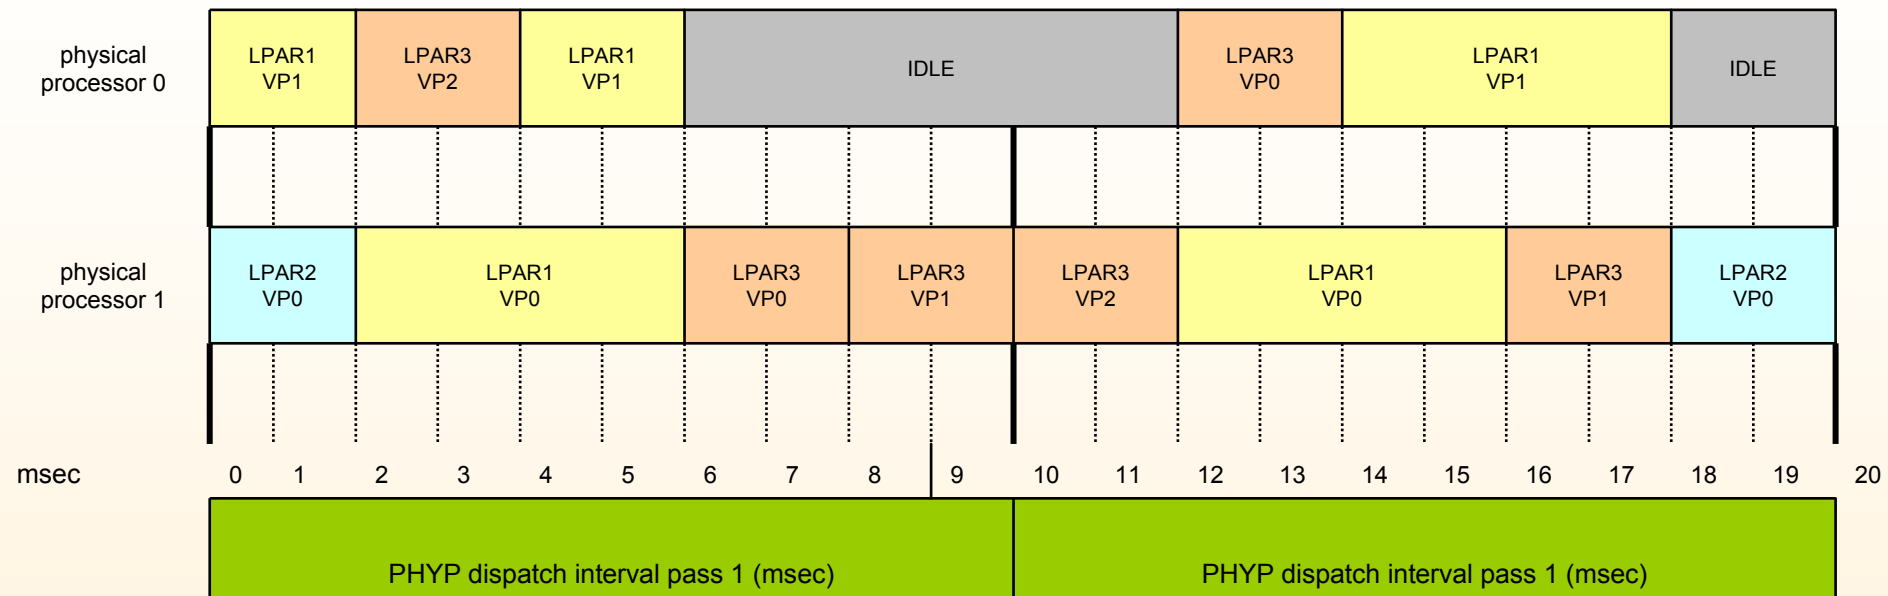 physical
processor 0
LPAR1
VP1
LPAR3
VP2
LPAR1
VP1
IDLE
LPAR3
VP0
LPAR1
VP1
IDLE
physical
processor 1
LPAR2
VP0
LPAR1
VP0
LPAR3
VP0
LPAR3
VP1
LPAR3
VP2
LPAR1
VP0
LPAR3
VP1
LPAR2
VP0
msec 0 1 2 3 4 5 6 7 8 9 10 11 12 13 14 15 16 17 18 19 20
PHYP dispatch interval pass 1 (msec)
PHYP dispatch interval pass 1 (msec)